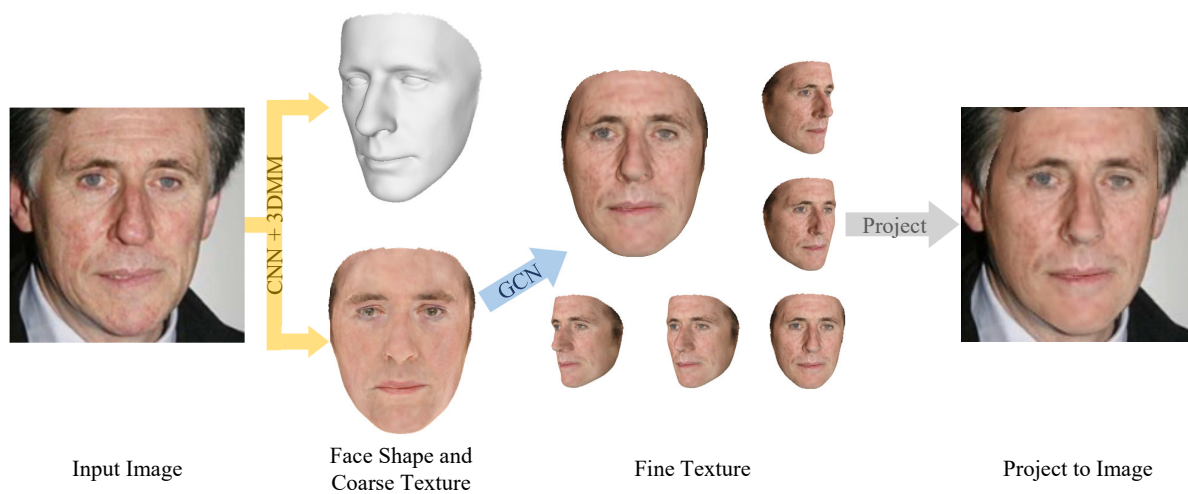 CNN + 3DMM
GCN
Project
Input Image
Face Shape and
Coarse Texture
Fine Texture
Project to Image